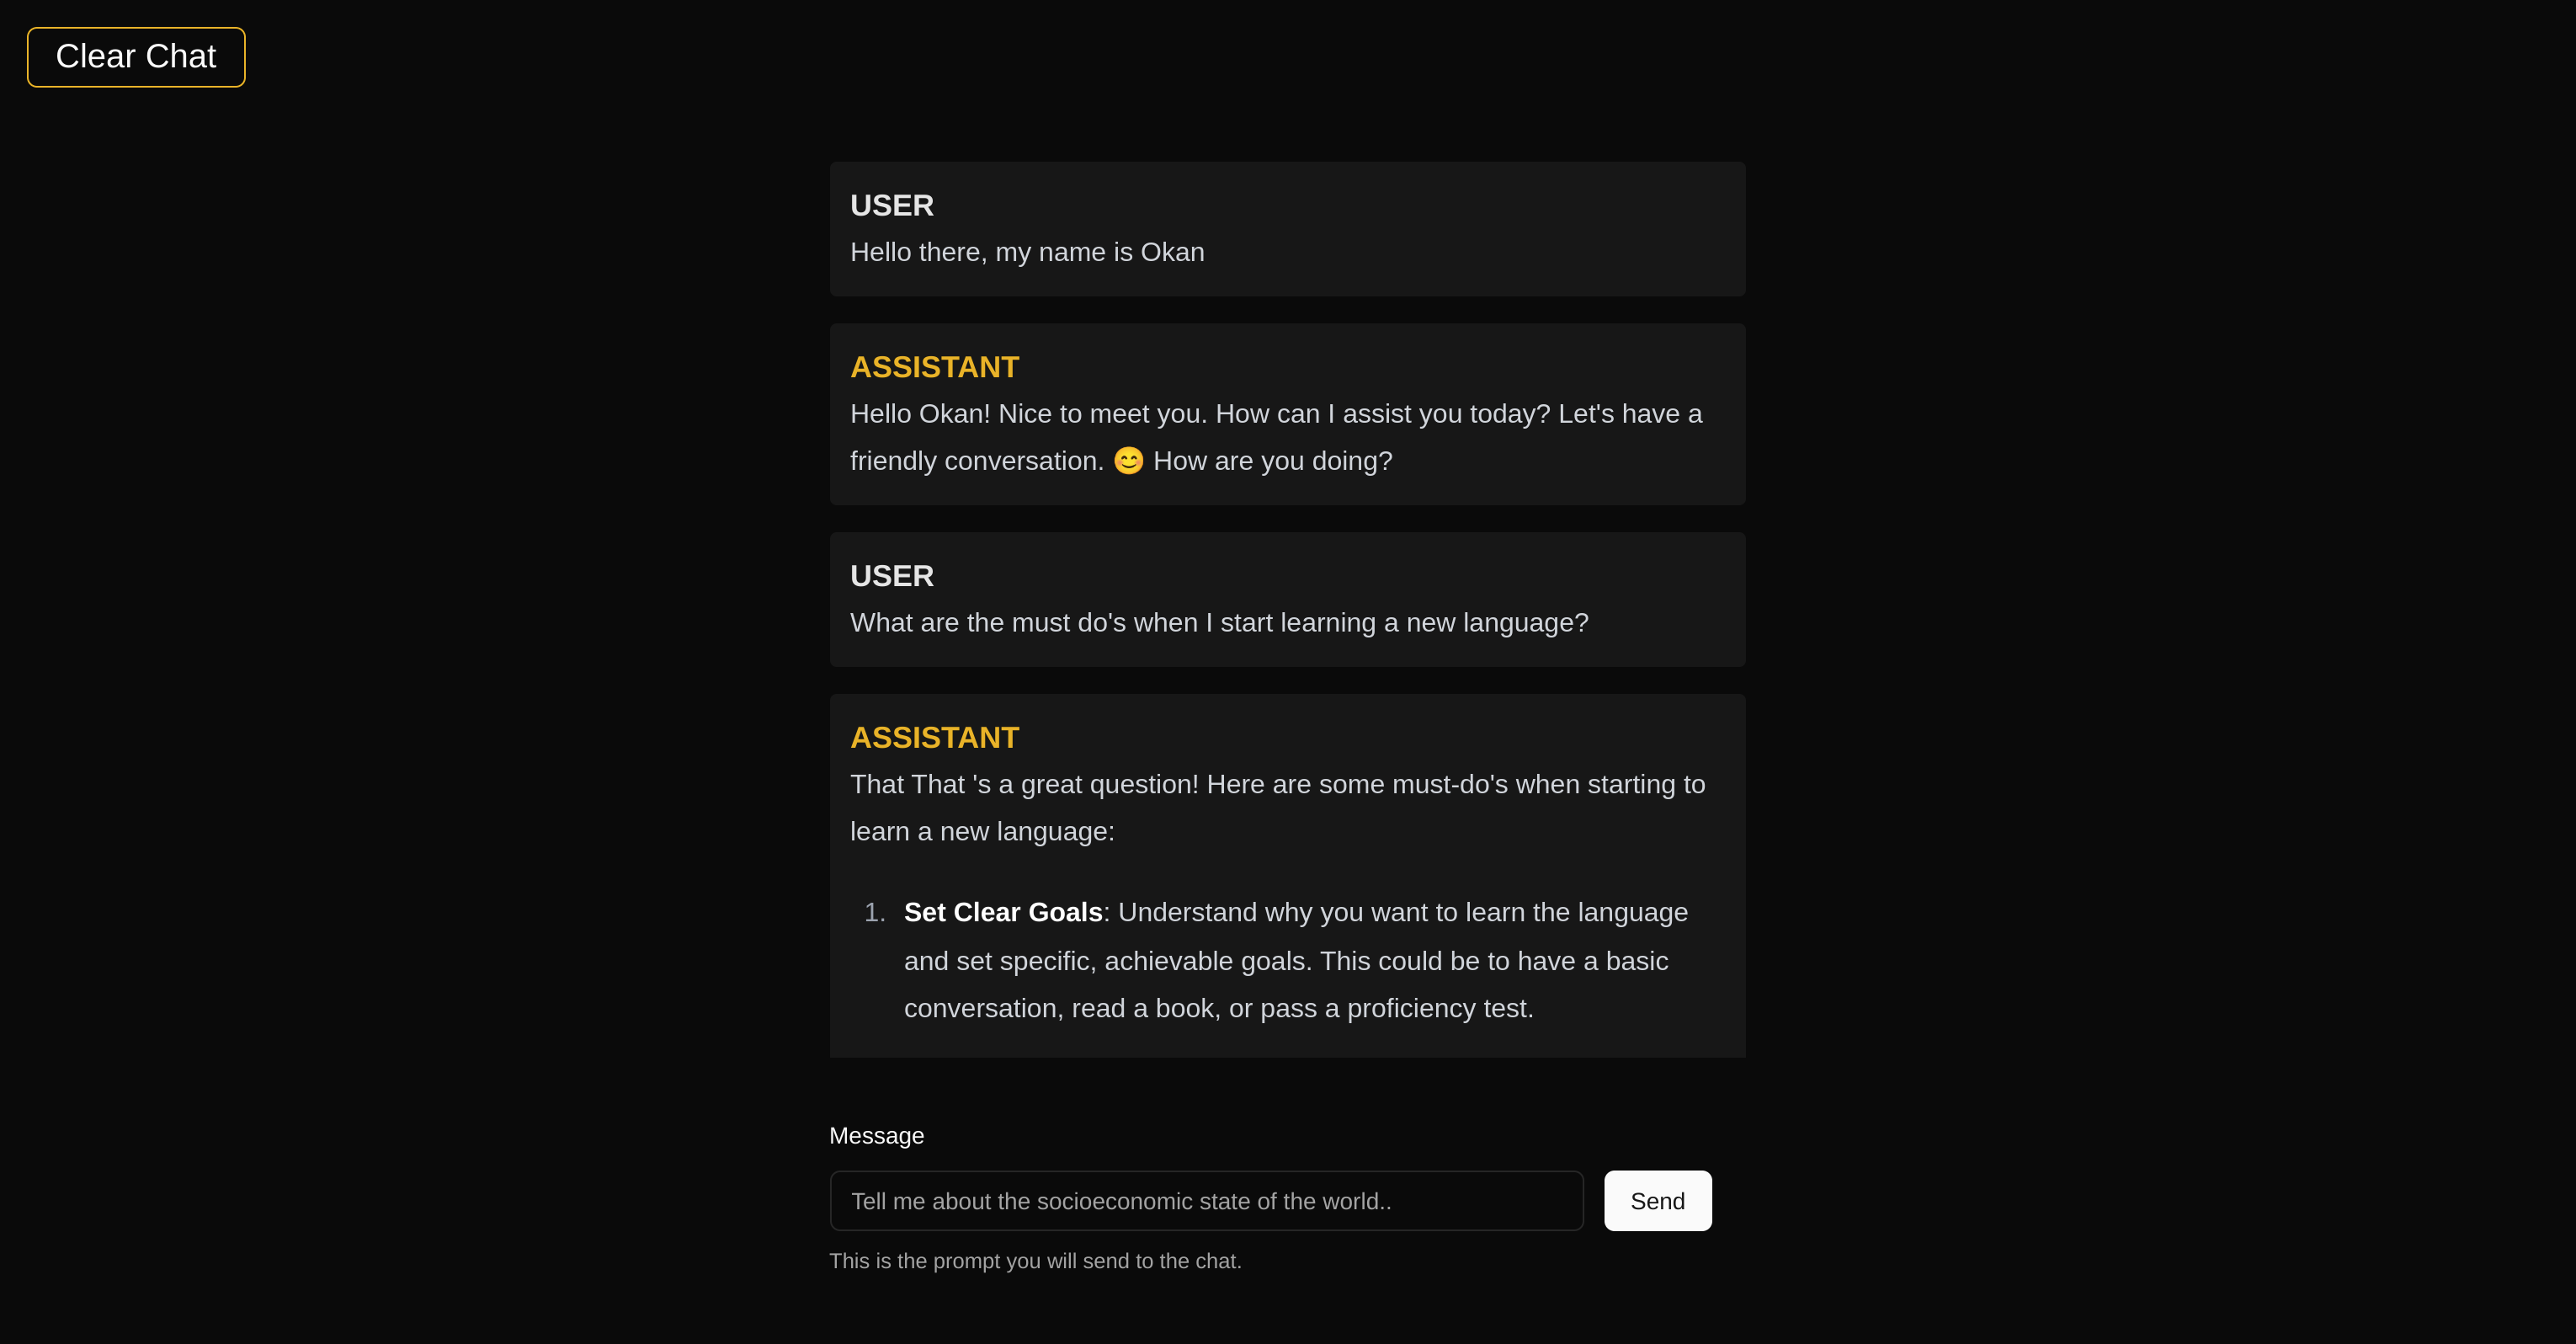 Clear Chat
USER
Hello there, my name is Okan
ASSISTANT
Hello Okan! Nice to meet you. How can I assist you today? Let's have a
friendly conversation. 😊 How are you doing?
USER
What are the must do's when I start learning a new language?
ASSISTANT
That That 's a great question! Here are some must-do's when starting to
learn a new language:
1. Set Clear Goals: Understand why you want to learn the language
and set specific, achievable goals. This could be to have a basic
conversation, read a book, or pass a proficiency test.
Message
Tell me about the socioeconomic state of the world..
Send
This is the prompt you will send to the chat.